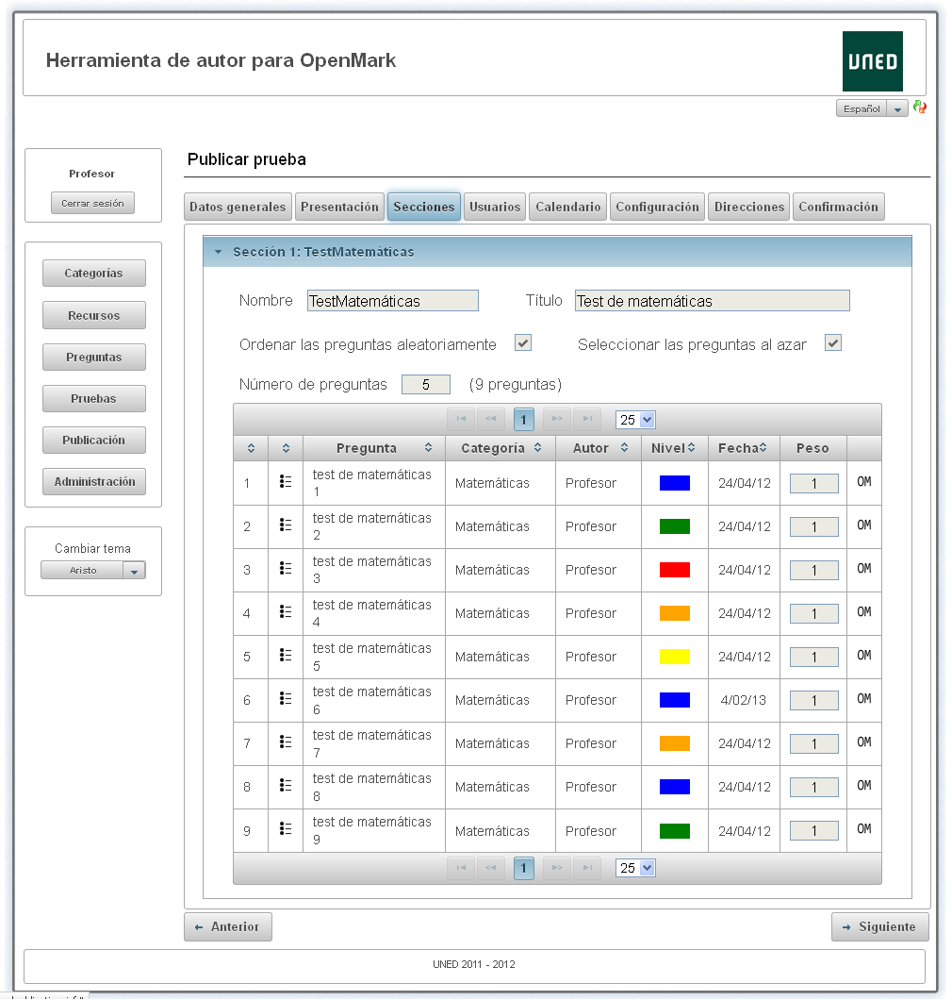 Herramienta de autor para OpenMark
UNED
Español
Profesor
Cerrar sesión
Categorías
Recursos
Preguntas
Pruebas
Publicación
Administración
Cambiar tema
Aristo
Publicar prueba
Datos generales Presentación Secciones Usuarios Calendario Configuración Direcciones Confirmación
Sección 1: TestMatemáticas
Nombre TestMatemáticas Título Test de matemáticas
Ordenar las preguntas aleatoriamente Seleccionar las preguntas al azar
Número de preguntas 5 (9 preguntas)
1 25
Pregunta Categoría Autor Nivel Fecha Peso
1 test de matemáticas 1 Matemáticas Profesor 24/04/12 1 OM
2 test de matemáticas 2 Matemáticas Profesor 24/04/12 1 OM
3 test de matemáticas 3 Matemáticas Profesor 24/04/12 1 OM
4 test de matemáticas 4 Matemáticas Profesor 24/04/12 1 OM
5 test de matemáticas 5 Matemáticas Profesor 24/04/12 1 OM
6 test de matemáticas 6 Matemáticas Profesor 4/02/13 1 OM
7 test de matemáticas 7 Matemáticas Profesor 24/04/12 1 OM
8 test de matemáticas 8 Matemáticas Profesor 24/04/12 1 OM
9 test de matemáticas 9 Matemáticas Profesor 24/04/12 1 OM
1 25
Anterior Siguiente
UNED 2011 - 2012